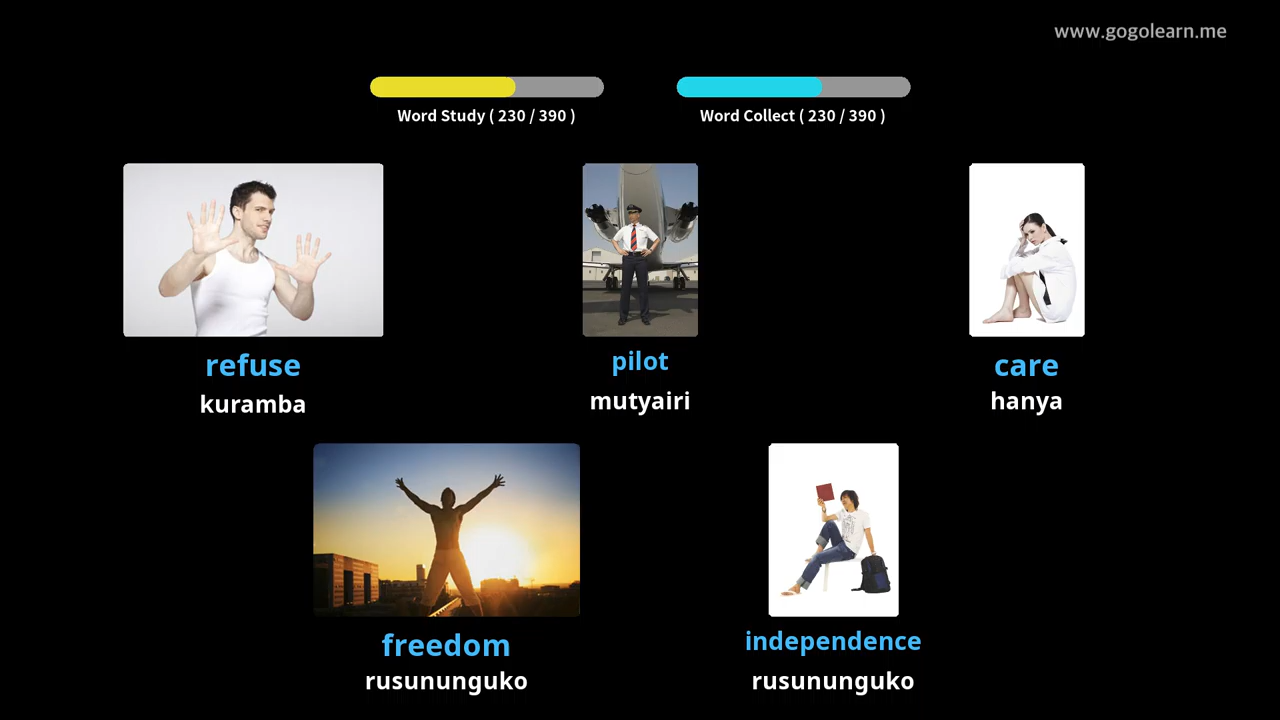 www.gogolearn.me
Word Study ( 230 / 390 )
Word Collect ( 230 / 390 )
refuse
kuramba
pilot
mutyairi
care
hanya
freedom
rusununguko
independence
rusununguko